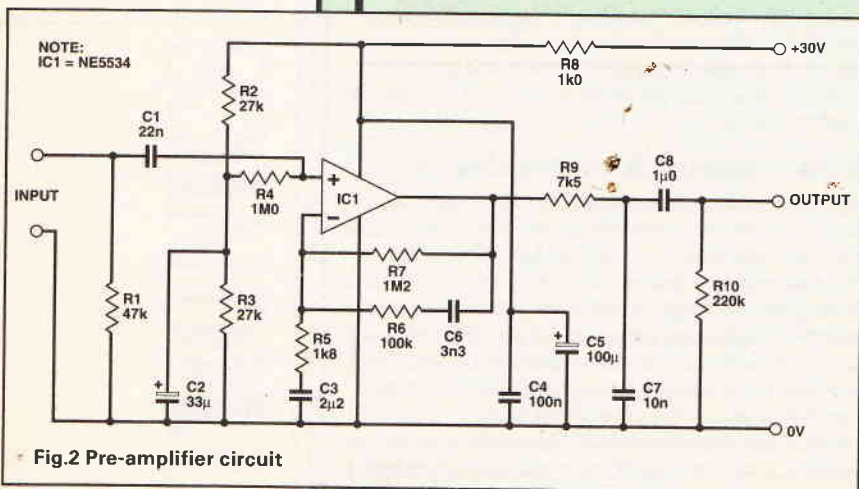 NOTE:
IC1 = NE5534
R2
27k
R8
1k0
+30V
C1
22n
R4
1M0
+
−
IC1
R9
7k5
C8
1µ0
INPUT
OUTPUT
R7
1M2
R1
47k
R3
27k
R6
100k
C6
3n3
R10
220k
R5
1k8
+
C5
100µ
+
C2
33µ
C3
2µ2
C4
100n
C7
10n
0V
Fig.2 Pre-amplifier circuit